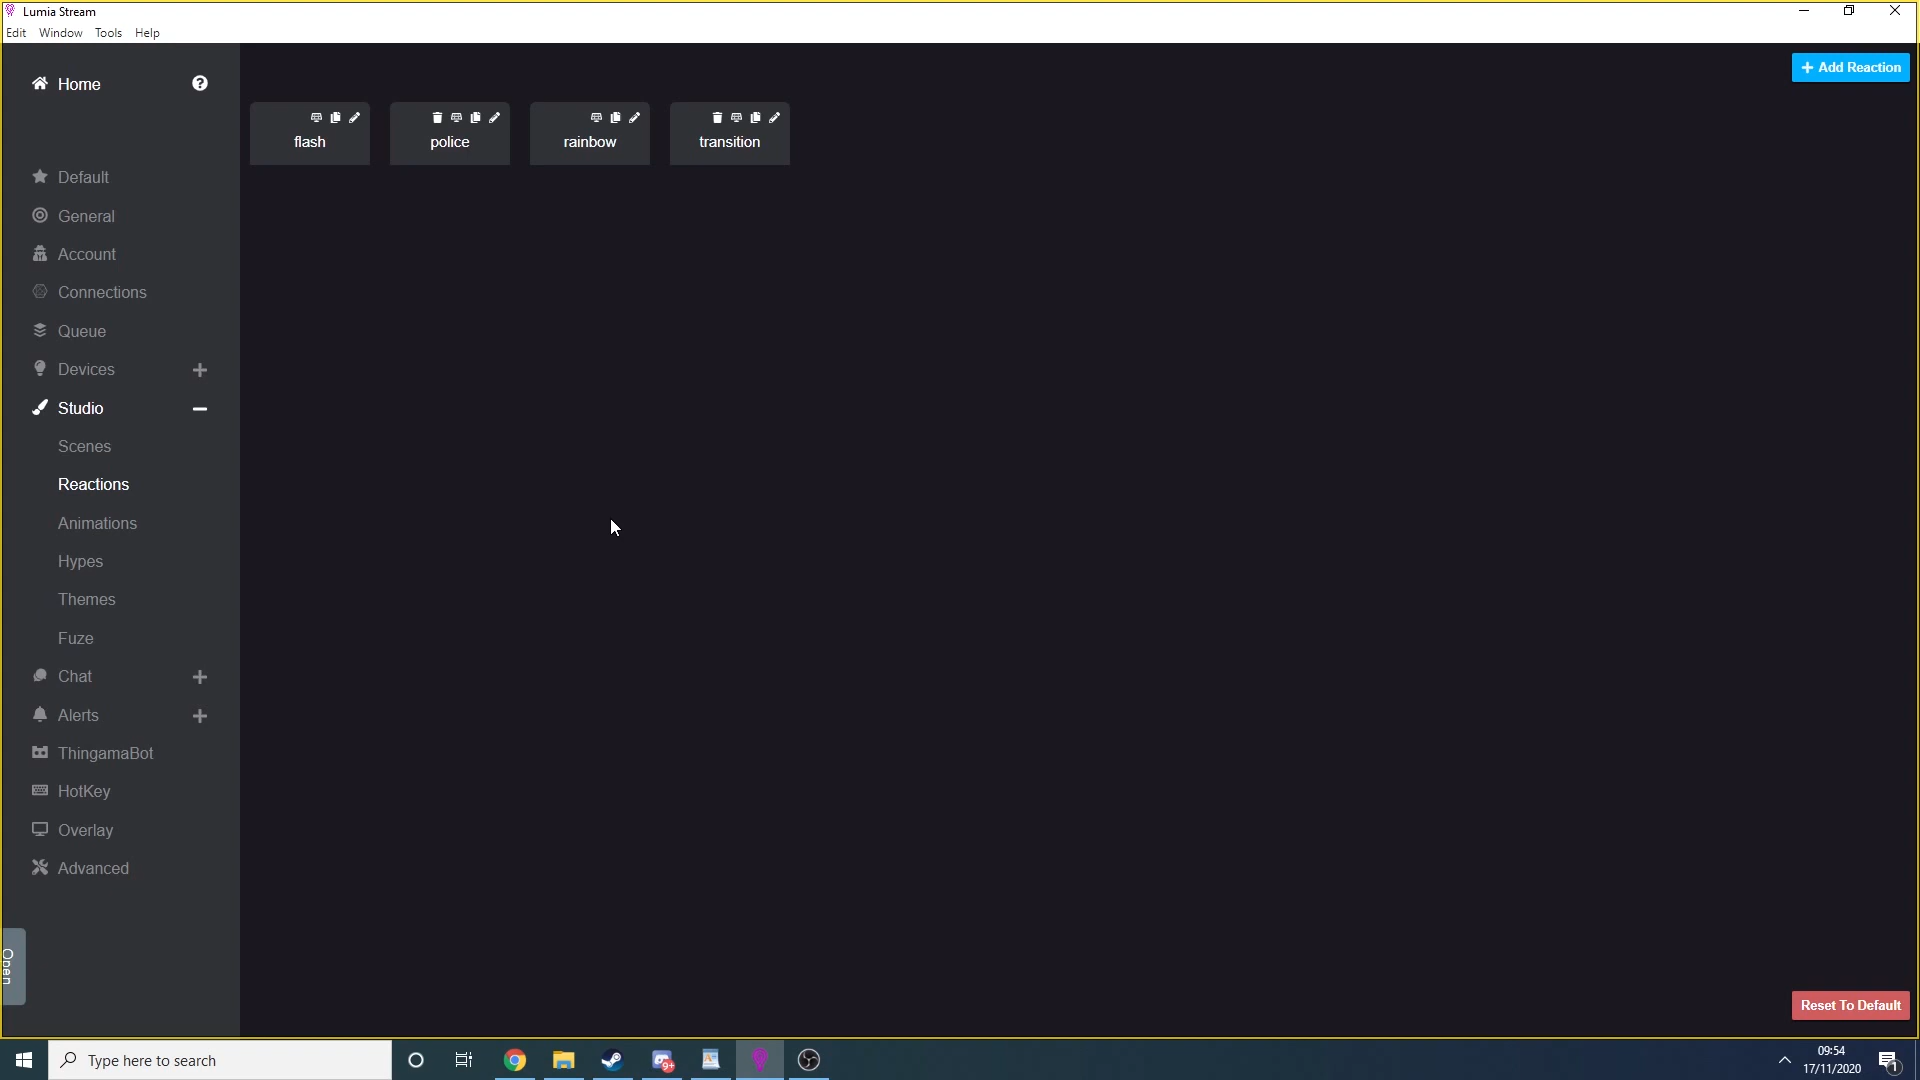 Lumia Stream
Edit Window Tools Help
Home
Add Reaction
flash
police
rainbow
transition
Default
General
Account
Connections
Queue
Devices
Studio
Scenes
Reactions
Animations
Hypes
Themes
Fuze
Chat
Alerts
ThingamaBot
HotKey
Overlay
Advanced
Open
Reset To Default
Type here to search
9+
09:54
17/11/2020
1